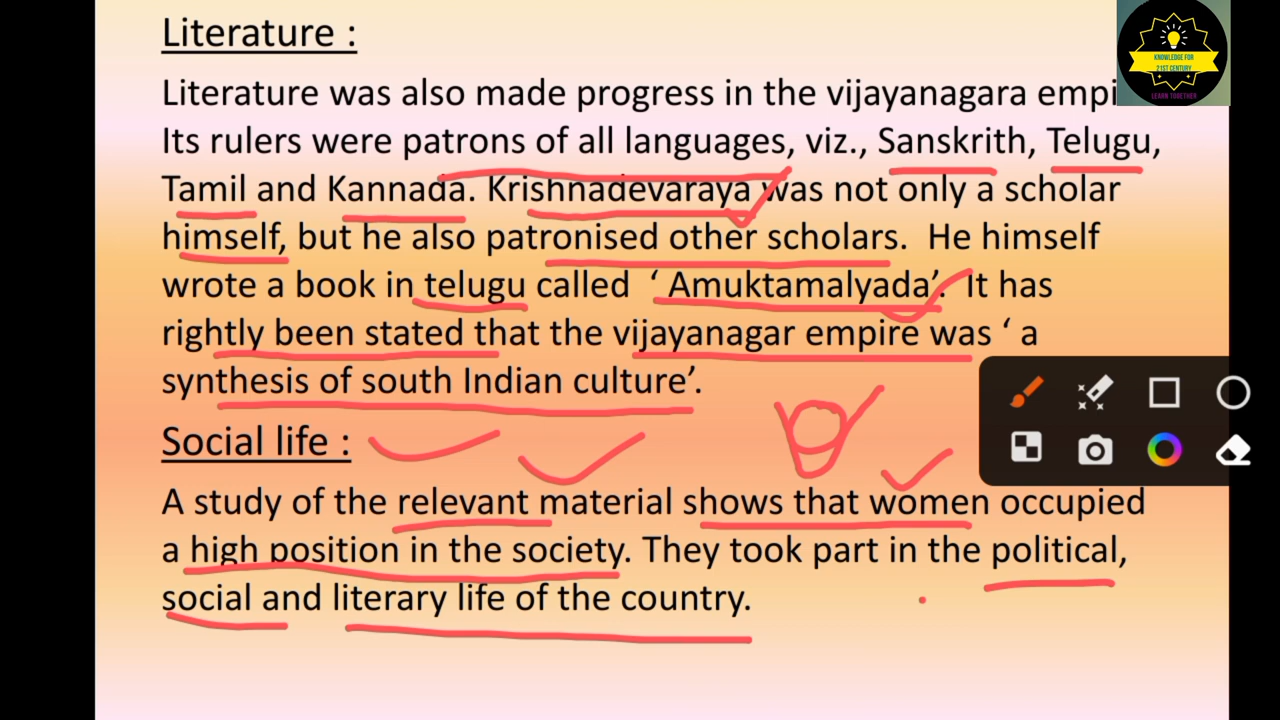 Literature :
KNOWLEDGE FOR
21ST CENTURY
LEARN TOGETHER
Literature was also made progress in the vijayanagara empi
Its rulers were patrons of all languages, viz., Sanskrith, Telugu,
Tamil and Kannada. Krishnadevaraya was not only a scholar
himself, but he also patronised other scholars. He himself
wrote a book in telugu called ‘ Amuktamalyada’. It has
rightly been stated that the vijayanagar empire was ‘ a
synthesis of south Indian culture’.
Social life :
A study of the relevant material shows that women occupied
a high position in the society. They took part in the political,
social and literary life of the country.